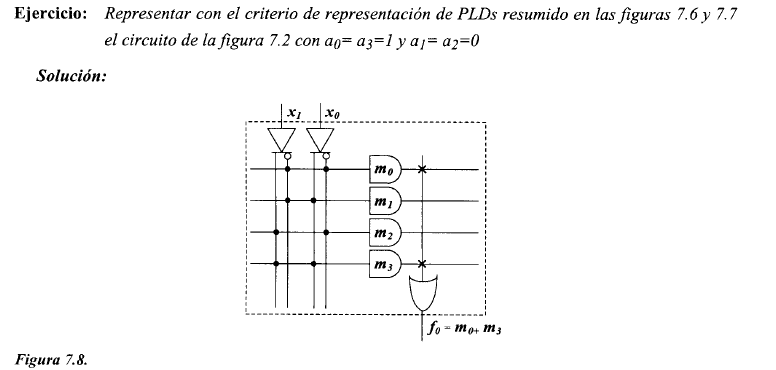 Ejercicio: Representar con el criterio de representación de PLDs resumido en las figuras 7.6 y 7.7
el circuito de la figura 7.2 con a₀= a₃=1 y a₁= a₂=0
Solución:
x₁ x₀
m₀
m₁
m₂
m₃
f₀ = m₀+ m₃
Figura 7.8.